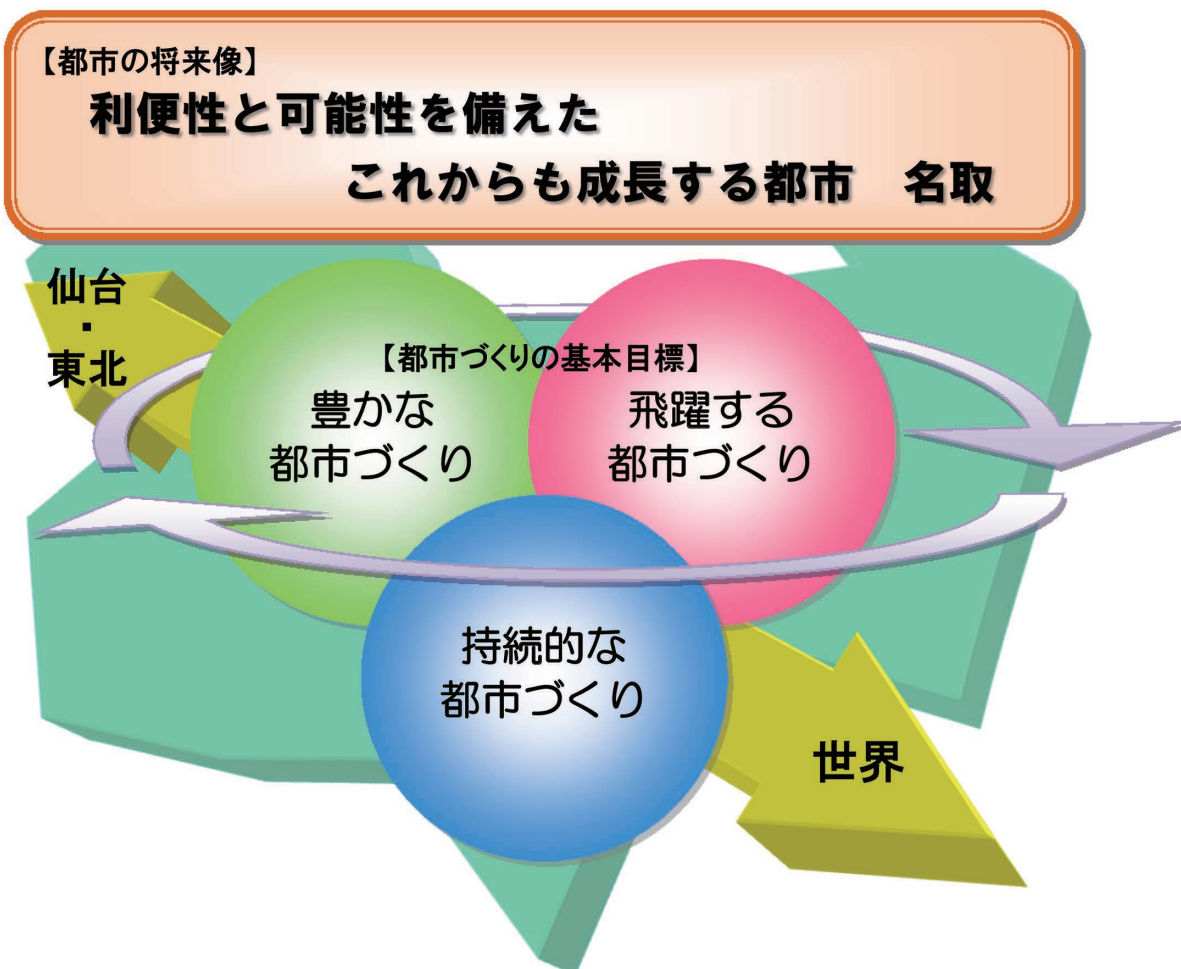 【都市の将来像】
利便性と可能性を備えた
これからも成長する都市　名取
仙台
・
東北
【都市づくりの基本目標】
豊かな
都市づくり
飛躍する
都市づくり
持続的な
都市づくり
世界